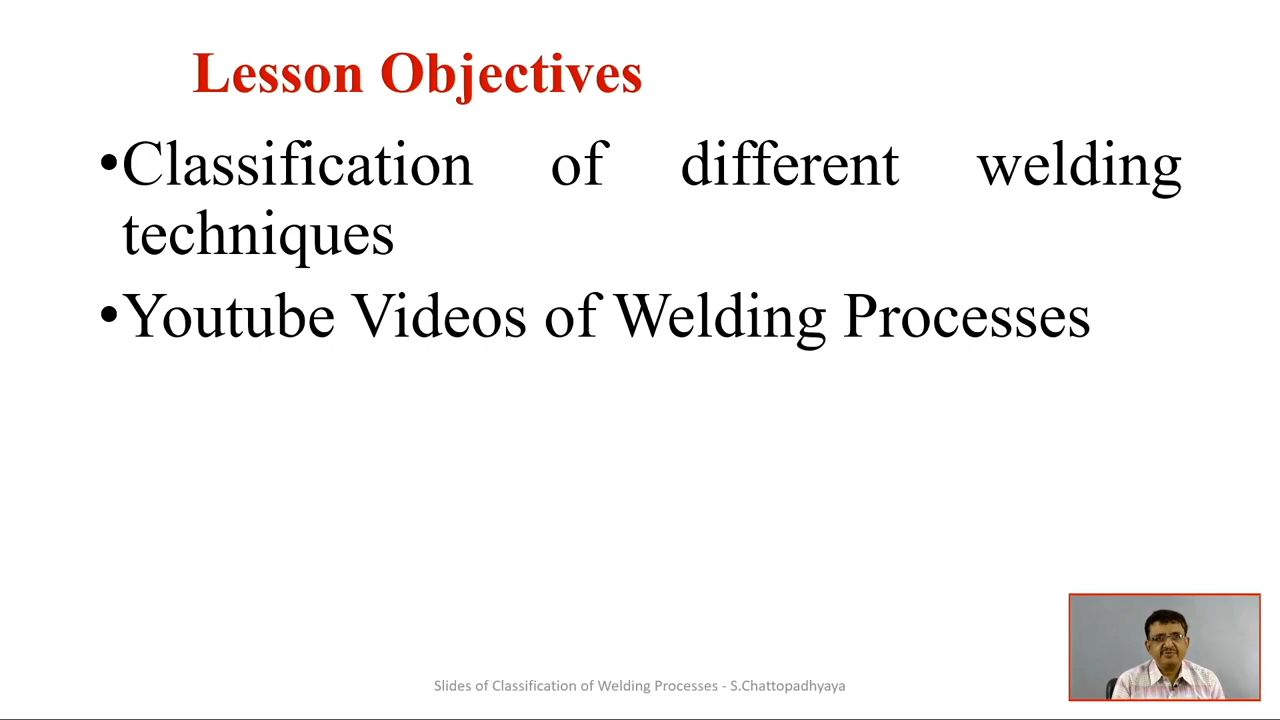 Lesson Objectives
•Classification of different welding
techniques
•Youtube Videos of Welding Processes
Slides of Classification of Welding Processes - S.Chattopadhyaya